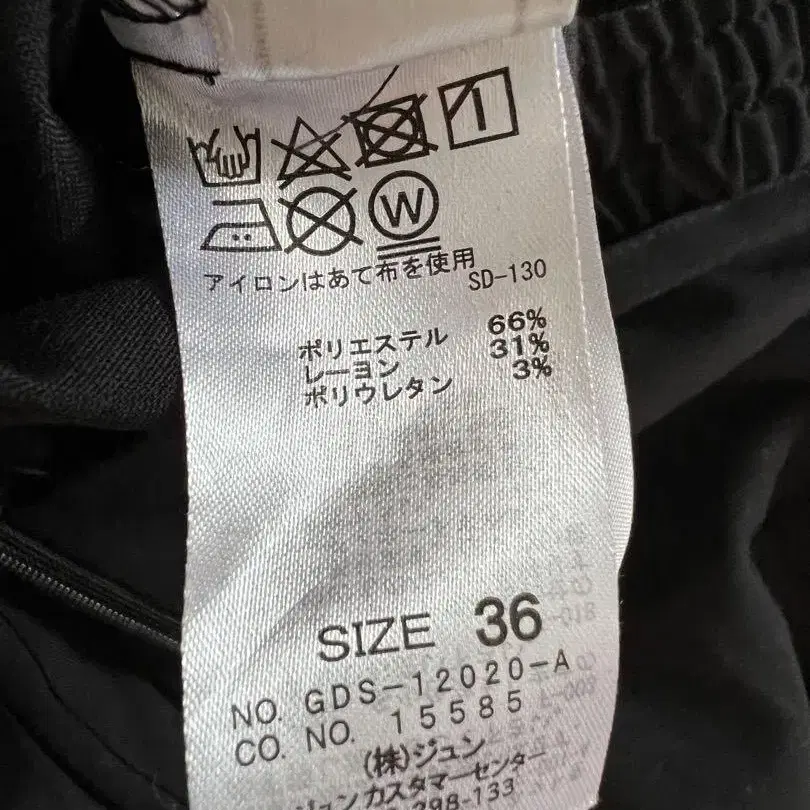 W
アイロンはあて布を使用
SD-130
ポリエステル 66%
レーヨン 31%
ポリウレタン 3%
SIZE 36
NO. GDS-12020-A
CO. NO. 15585
(株)ジュン
ジュンカスタマーセンター
298-133